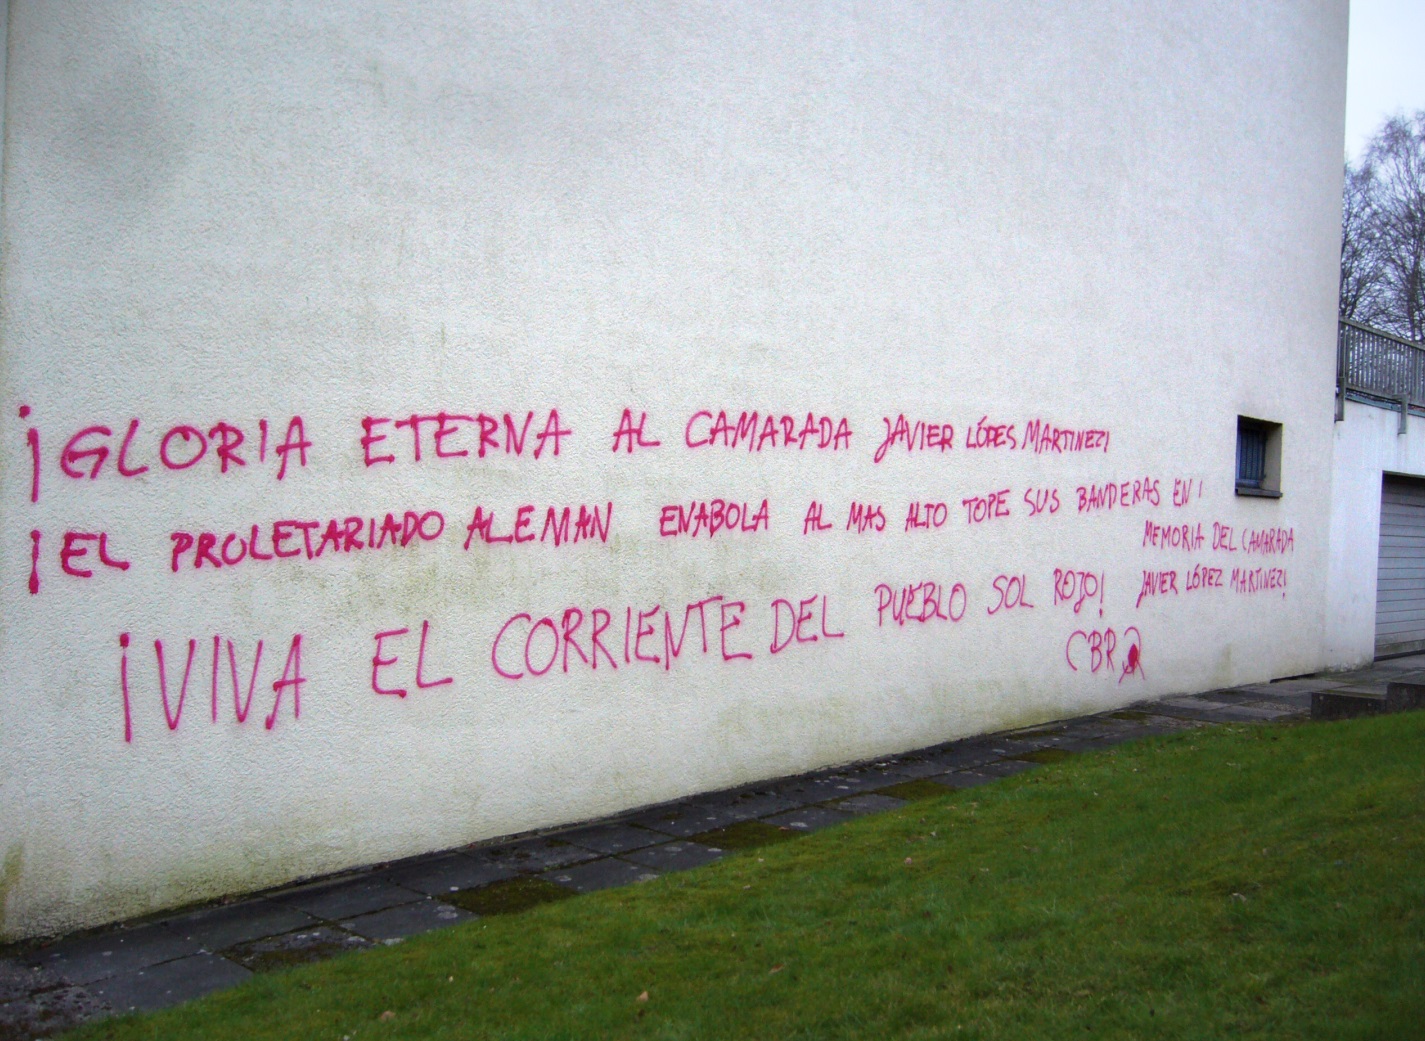 ¡GLORIA ETERNA AL CAMARADA JAVIER LÓPES MARTINEZ!
¡EL PROLETARIADO ALEMAN ENABOLA AL MAS ALTO TOPE SUS BANDERAS EN !
MEMORIA DEL CAMARADA
JAVIER LÓPEZ MARTINEZ!
¡VIVA EL CORRIENTE DEL PUEBLO SOL ROJO!
CBR